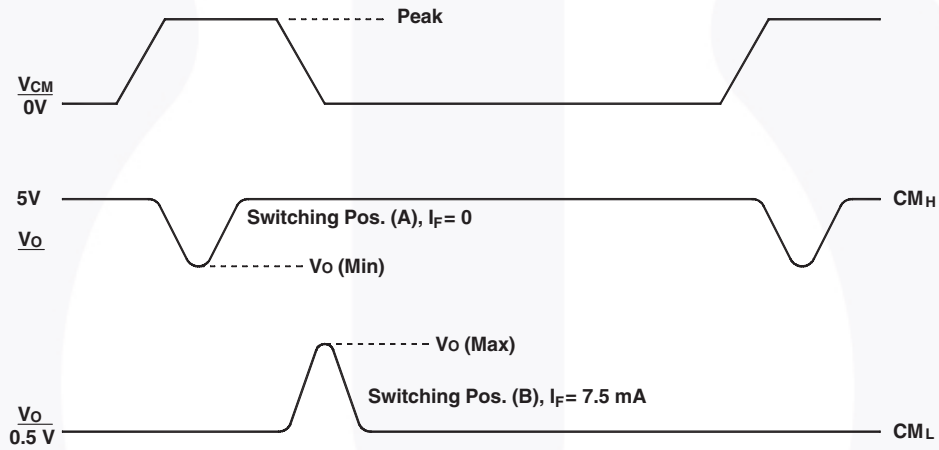 Peak
VCM
0V
5V
CMH
Switching Pos. (A), IF= 0
VO
VO (Min)
VO (Max)
Switching Pos. (B), IF= 7.5 mA
VO
0.5 V
CML